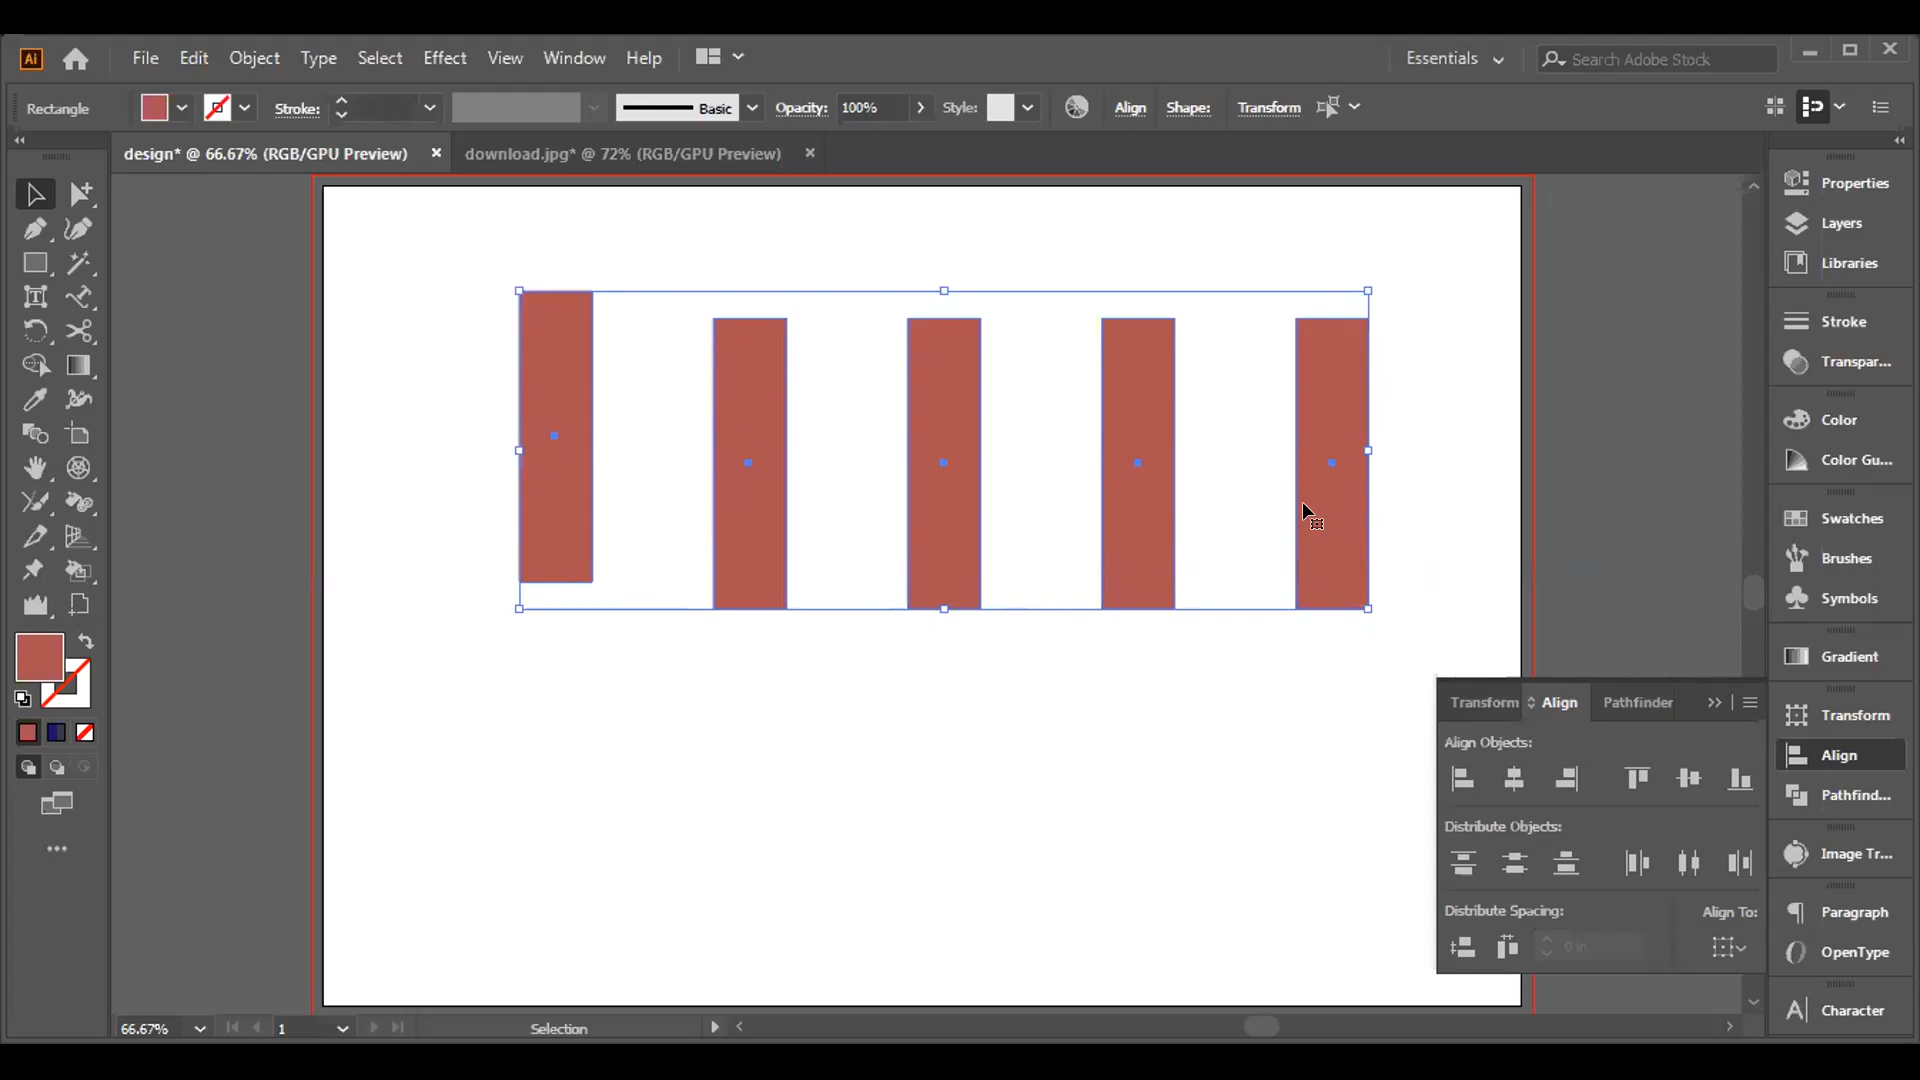 Ai File Edit Object Type Select Effect View Window Help Essentials Search Adobe Stock
Rectangle Stroke: Basic Opacity: 100% Style: Align Shape: Transform
design* @ 66.67% (RGB/GPU Preview) download.jpg* @ 72% (RGB/GPU Preview)
Properties
Layers
Libraries
Stroke
Transpar...
Color
Color Gu...
Swatches
Brushes
Symbols
Gradient
Transform
Align
Pathfind...
Image Tr...
Paragraph
OpenType
Character
Transform Align Pathfinder
Align Objects:
Distribute Objects:
Distribute Spacing: Align To:
0 in
66.67% 1 Selection